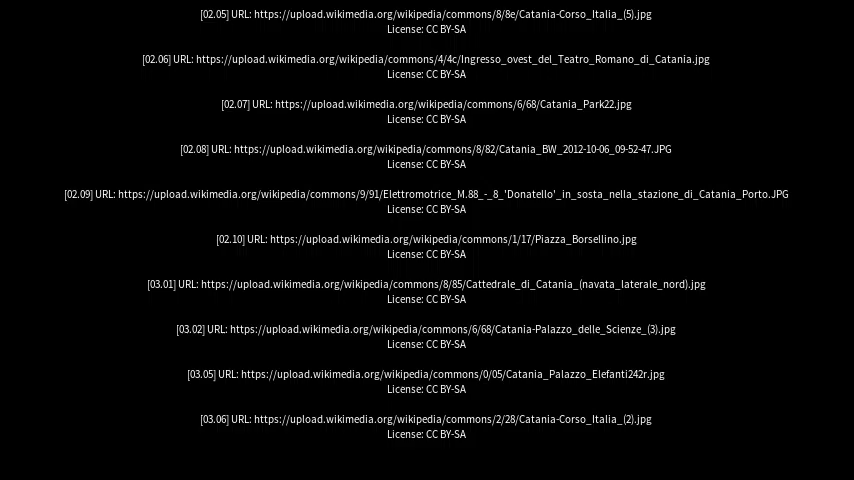 [02.05] URL: https://upload.wikimedia.org/wikipedia/commons/8/8e/Catania-Corso_Italia_(5).jpg
License: CC BY-SA
[02.06] URL: https://upload.wikimedia.org/wikipedia/commons/4/4c/Ingresso_ovest_del_Teatro_Romano_di_Catania.jpg
License: CC BY-SA
[02.07] URL: https://upload.wikimedia.org/wikipedia/commons/6/68/Catania_Park22.jpg
License: CC BY-SA
[02.08] URL: https://upload.wikimedia.org/wikipedia/commons/8/82/Catania_BW_2012-10-06_09-52-47.JPG
License: CC BY-SA
[02.09] URL: https://upload.wikimedia.org/wikipedia/commons/9/91/Elettromotrice_M.88_-_8_'Donatello'_in_sosta_nella_stazione_di_Catania_Porto.JPG
License: CC BY-SA
[02.10] URL: https://upload.wikimedia.org/wikipedia/commons/1/17/Piazza_Borsellino.jpg
License: CC BY-SA
[03.01] URL: https://upload.wikimedia.org/wikipedia/commons/8/85/Cattedrale_di_Catania_(navata_laterale_nord).jpg
License: CC BY-SA
[03.02] URL: https://upload.wikimedia.org/wikipedia/commons/6/68/Catania-Palazzo_delle_Scienze_(3).jpg
License: CC BY-SA
[03.05] URL: https://upload.wikimedia.org/wikipedia/commons/0/05/Catania_Palazzo_Elefanti242r.jpg
License: CC BY-SA
[03.06] URL: https://upload.wikimedia.org/wikipedia/commons/2/28/Catania-Corso_Italia_(2).jpg
License: CC BY-SA